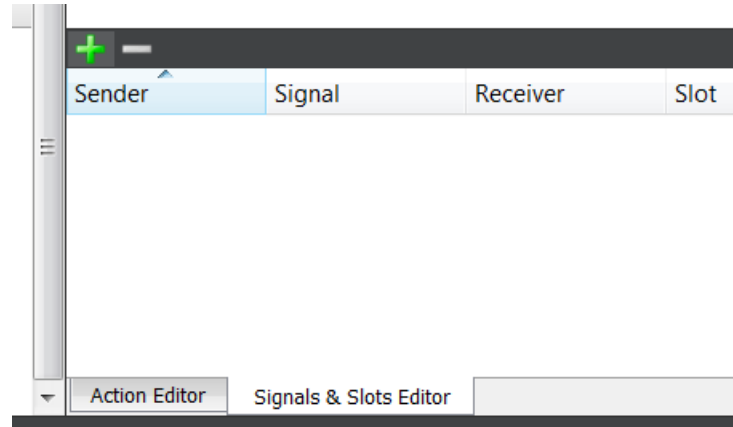 Sender Signal Receiver Slot
Action Editor Signals & Slots Editor